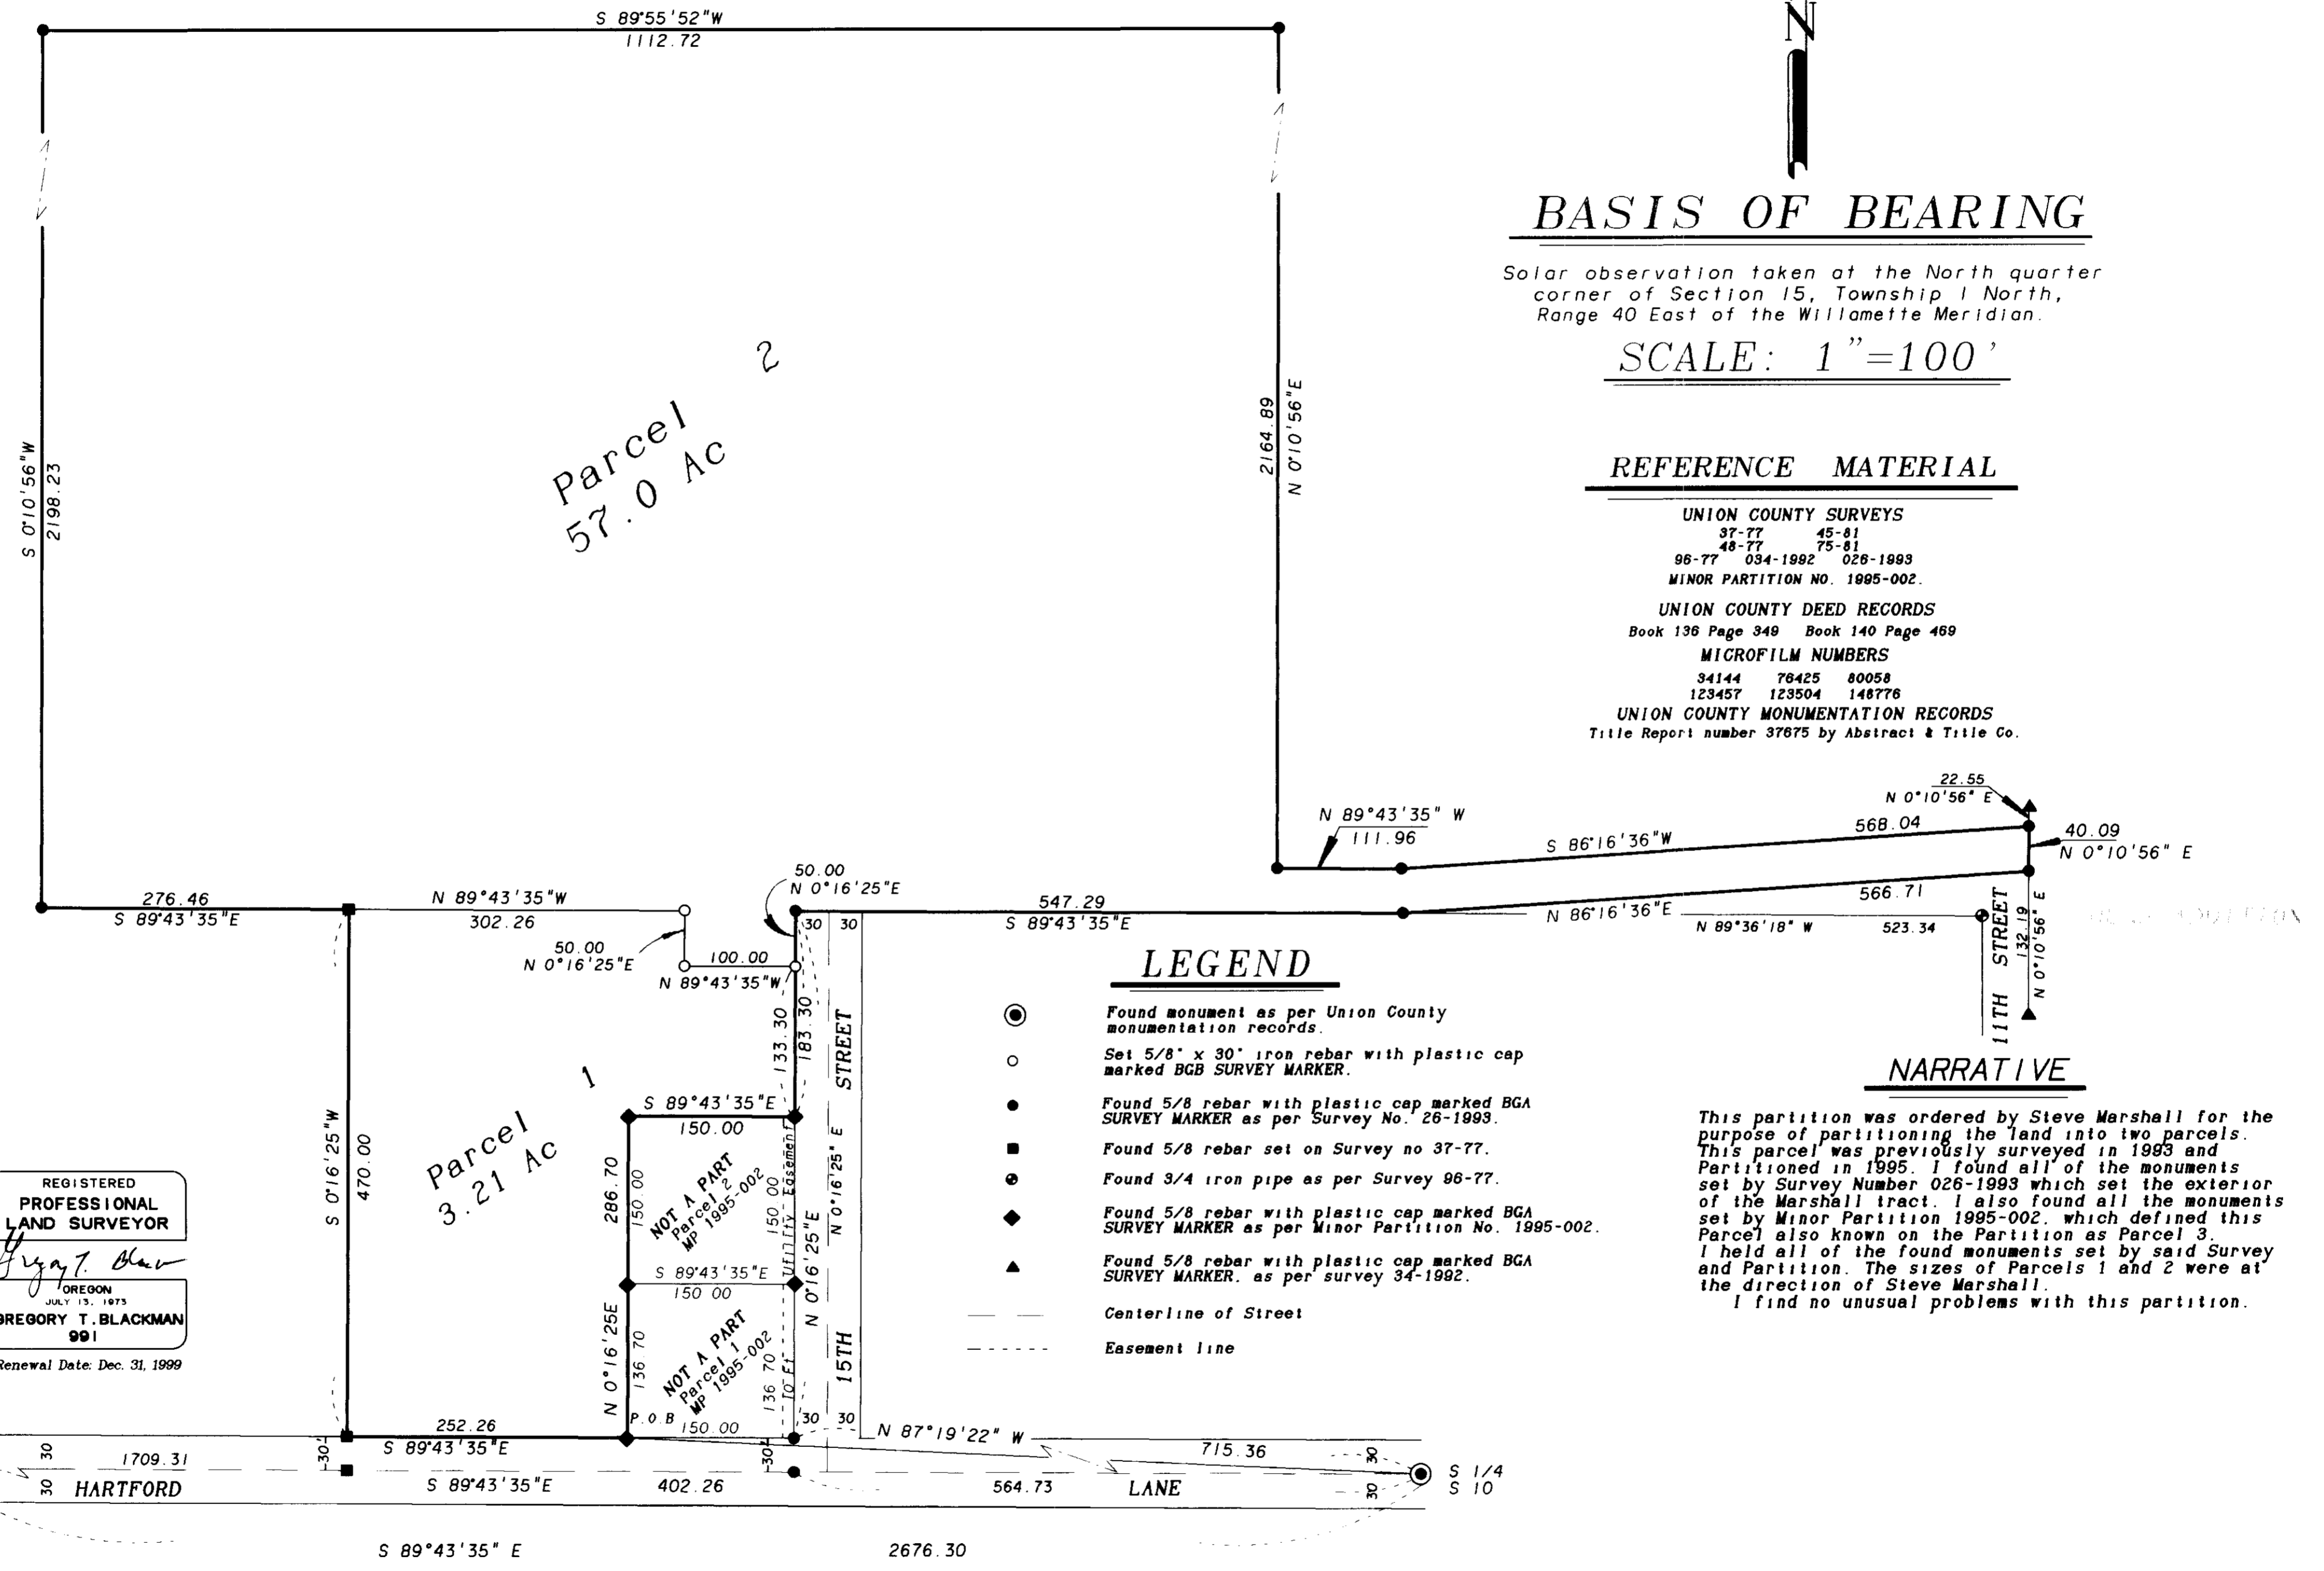 S 89°55'52"W
1112.72
N
BASIS OF BEARING
Solar observation taken at the North quarter
corner of Section 15, Township 1 North,
Range 40 East of the Willamette Meridian.
SCALE: 1"=100'
REFERENCE MATERIAL
UNION COUNTY SURVEYS
37-77 45-81
48-77 75-81
96-77 034-1992 026-1993
MINOR PARTITION NO. 1995-002.
UNION COUNTY DEED RECORDS
Book 136 Page 349 Book 140 Page 469
MICROFILM NUMBERS
34144 76425 80058
123457 123504 148776
UNION COUNTY MONUMENTATION RECORDS
Title Report number 37675 by Abstract & Title Co.
S 0°10'56"W
2198.23
Parcel 2
57.0 Ac
2164.89
N 0°10'56"E
N 89°43'35" W
111.96
S 86°16'36"W
568.04
22.55
N 0°10'56" E
40.09
N 0°10'56" E
276.46
S 89°43'35"E
N 89°43'35"W
302.26
50.00
N 0°16'25"E
100.00
N 89°43'35"W
50.00
N 0°16'25"E
30 30
547.29
S 89°43'35"E
N 86°16'36"E
566.71
N 89°36'18" W
523.34
11TH STREET
132.19
N 0°10'56" E
133.30
183.30
S 0°16'25"W
470.00
Parcel 1
3.21 Ac
S 89°43'35"E
150.00
286.70
150.00
NOT A PART
Parcel 2
MP 1995-002
150.00
S 89°43'35"E
150 00
N 0°16'25E
136.70
NOT A PART
Parcel 1
MP 1995-002
136 70
10 Ft Utility Easement
N 0°16'25"E
N 0°16'25" E
15TH STREET
30 30
P.O.B
150.00
252.26
S 89°43'35"E
30'
30'
N 87°19'22" W
715.36
30
30
1709.31
30
30
HARTFORD LANE
S 89°43'35"E
402.26
564.73
S 1/4
S 10
S 89°43'35" E
2676.30
LEGEND
Found monument as per Union County
monumentation records.
Set 5/8" x 30" iron rebar with plastic cap
marked BGB SURVEY MARKER.
Found 5/8 rebar with plastic cap marked BGA
SURVEY MARKER as per Survey No. 26-1993.
Found 5/8 rebar set on Survey no 37-77.
Found 3/4 iron pipe as per Survey 96-77.
Found 5/8 rebar with plastic cap marked BGA
SURVEY MARKER as per Minor Partition No. 1995-002.
Found 5/8 rebar with plastic cap marked BGA
SURVEY MARKER. as per survey 34-1992.
Centerline of Street
Easement line
NARRATIVE
This partition was ordered by Steve Marshall for the
purpose of partitioning the land into two parcels.
This parcel was previously surveyed in 1993 and
Partitioned in 1995. I found all of the monuments
set by Survey Number 026-1993 which set the exterior
of the Marshall tract. I also found all the monuments
set by Minor Partition 1995-002. which defined this
Parcel also known on the Partition as Parcel 3.
I held all of the found monuments set by said Survey
and Partition. The sizes of Parcels 1 and 2 were at
the direction of Steve Marshall.
I find no unusual problems with this partition.
REGISTERED
PROFESSIONAL
LAND SURVEYOR
Gregory T. Blackman
OREGON
JULY 13, 1973
GREGORY T. BLACKMAN
991
Renewal Date: Dec. 31, 1999